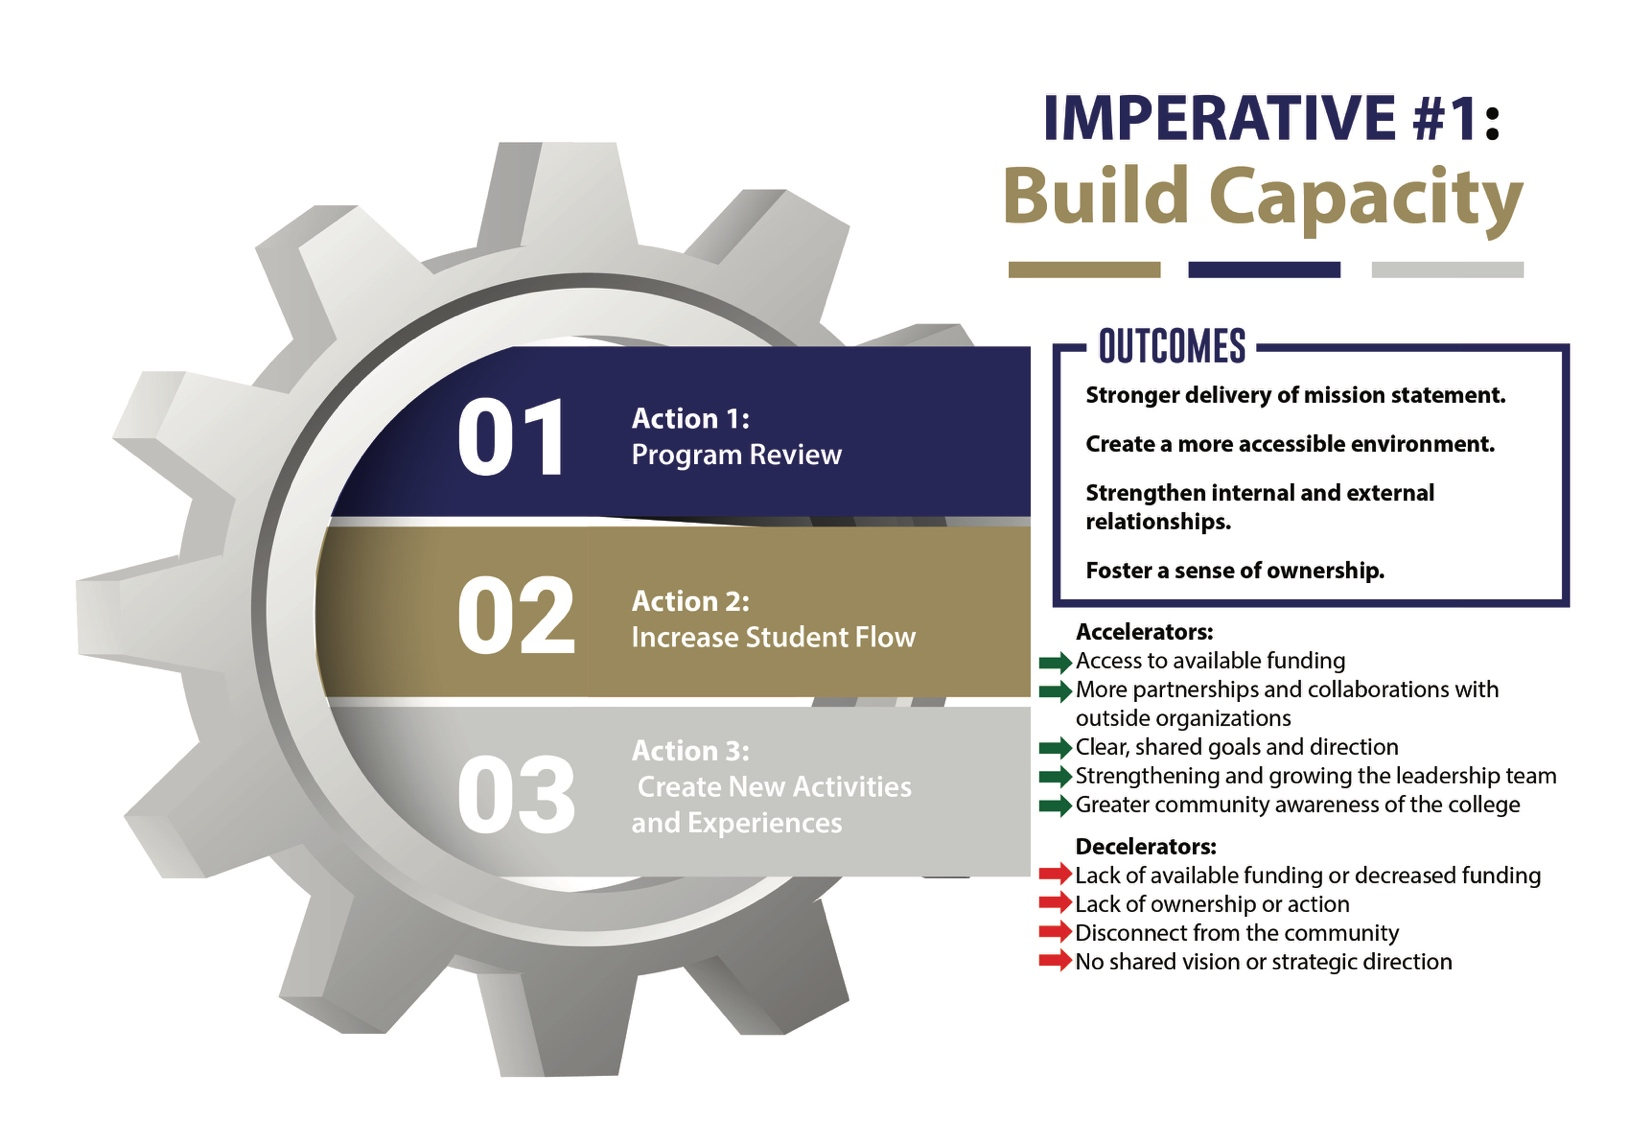 IMPERATIVE #1:
Build Capacity
01
Action 1:
Program Review
02
Action 2:
Increase Student Flow
03
Action 3:
Create New Activities
and Experiences
OUTCOMES
Stronger delivery of mission statement.
Create a more accessible environment.
Strengthen internal and external
relationships.
Foster a sense of ownership.
Accelerators:
Access to available funding
More partnerships and collaborations with
outside organizations
Clear, shared goals and direction
Strengthening and growing the leadership team
Greater community awareness of the college
Decelerators:
Lack of available funding or decreased funding
Lack of ownership or action
Disconnect from the community
No shared vision or strategic direction